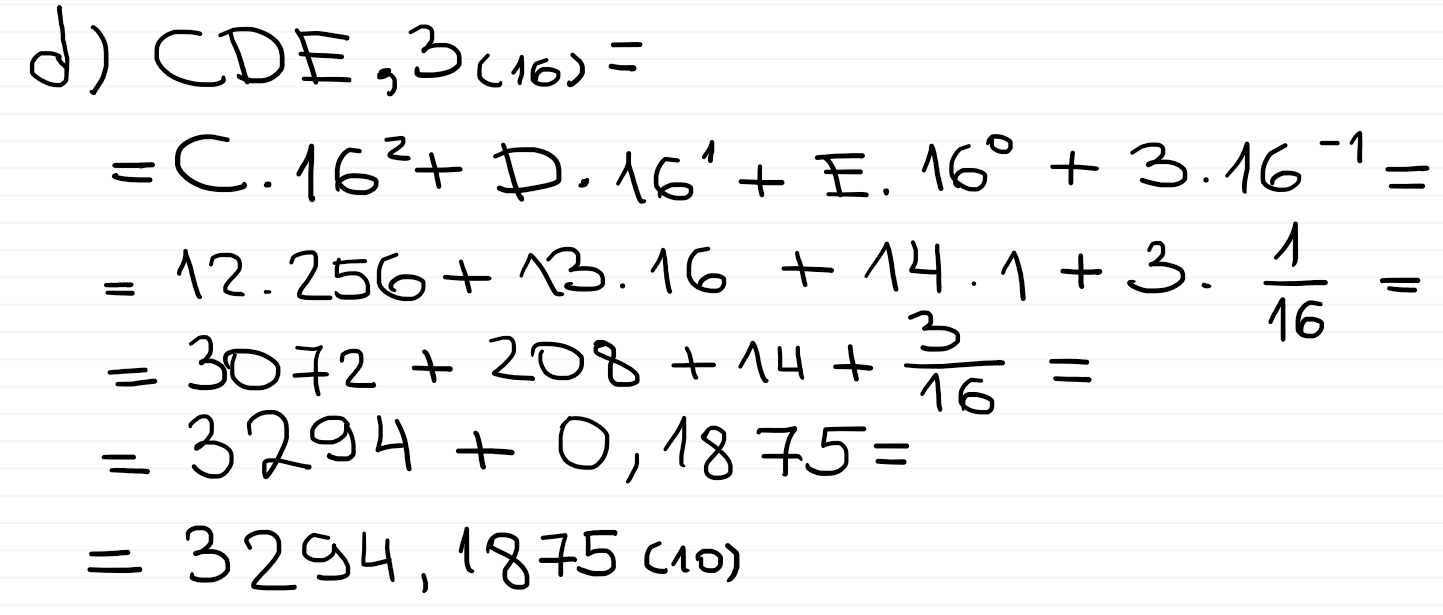 d) CDE,3(16) =
= C.16² + D.16¹ + E.16⁰ + 3.16⁻¹ =
= 12.256 + 13.16 + 14.1 + 3. 1/16 =
= 3072 + 208 + 14 + 3/16 =
= 3294 + 0,1875 =
= 3294,1875 (10)